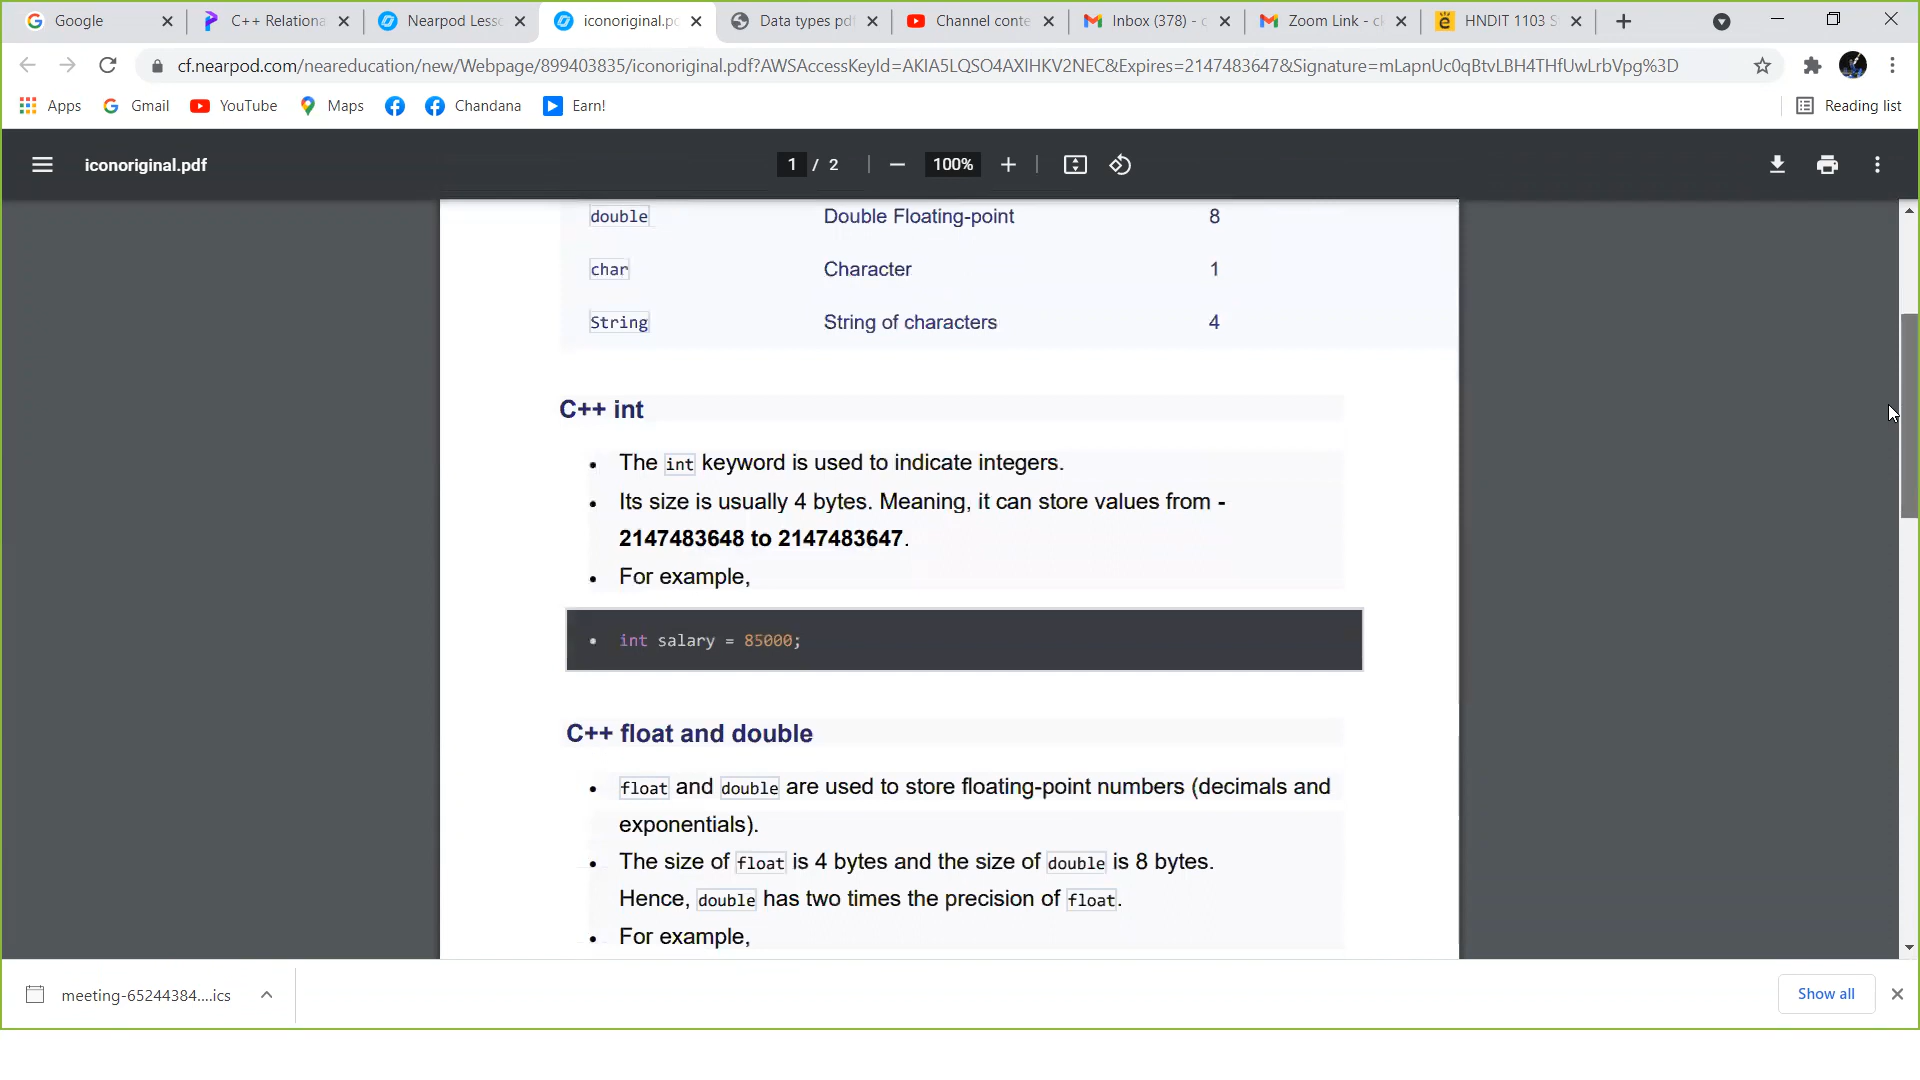 Google
C++ Relationa
Nearpod Less
iconoriginal.pd
Data types pdf
Channel conte
Inbox (378) - c
Zoom Link - c
HNDIT 1103 S
cf.nearpod.com/neareducation/new/Webpage/899403835/iconoriginal.pdf?AWSAccessKeyId=AKIA5LQSO4AXIHKV2NEC&Expires=2147483647&Signature=mLapnUc0qBtvLBH4THfUwLrbVpg%3D
Apps
Gmail
YouTube
Maps
Chandana
Earn!
Reading list
iconoriginal.pdf
1 / 2
100%
double Double Floating-point 8
char Character 1
String String of characters 4
C++ int
• The int keyword is used to indicate integers.
• Its size is usually 4 bytes. Meaning, it can store values from -
2147483648 to 2147483647.
• For example,
• int salary = 85000;
C++ float and double
• float and double are used to store floating-point numbers (decimals and
exponentials).
• The size of float is 4 bytes and the size of double is 8 bytes.
Hence, double has two times the precision of float.
• For example,
meeting-65244384....ics
Show all